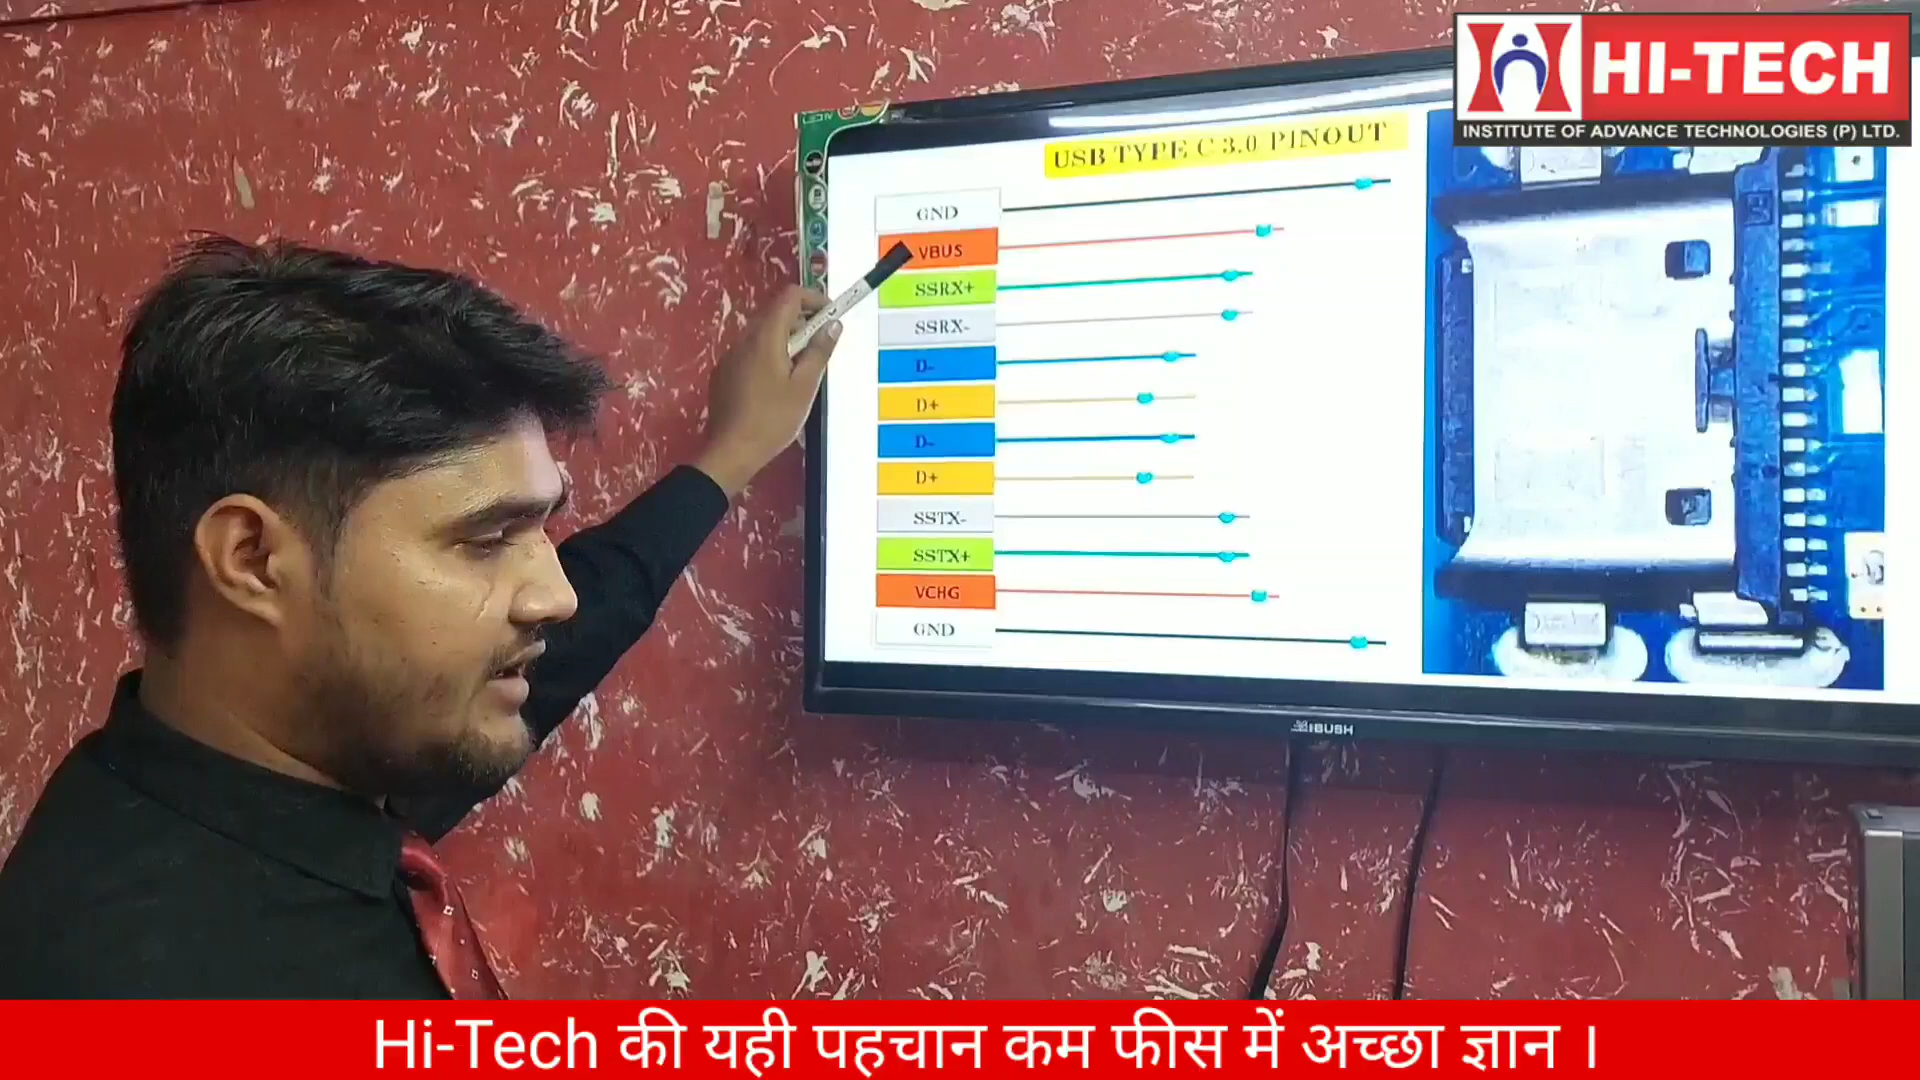 HI-TECH
INSTITUTE OF ADVANCE TECHNOLOGIES (P) LTD.
USB TYPE C 3.0 PINOUT
GND
VBUS
SSRX+
SSRX-
D-
D+
D-
D+
SSTX-
SSTX+
VCHG
GND
IBUSH
Hi-Tech की यही पहचान कम फीस में अच्छा ज्ञान ।